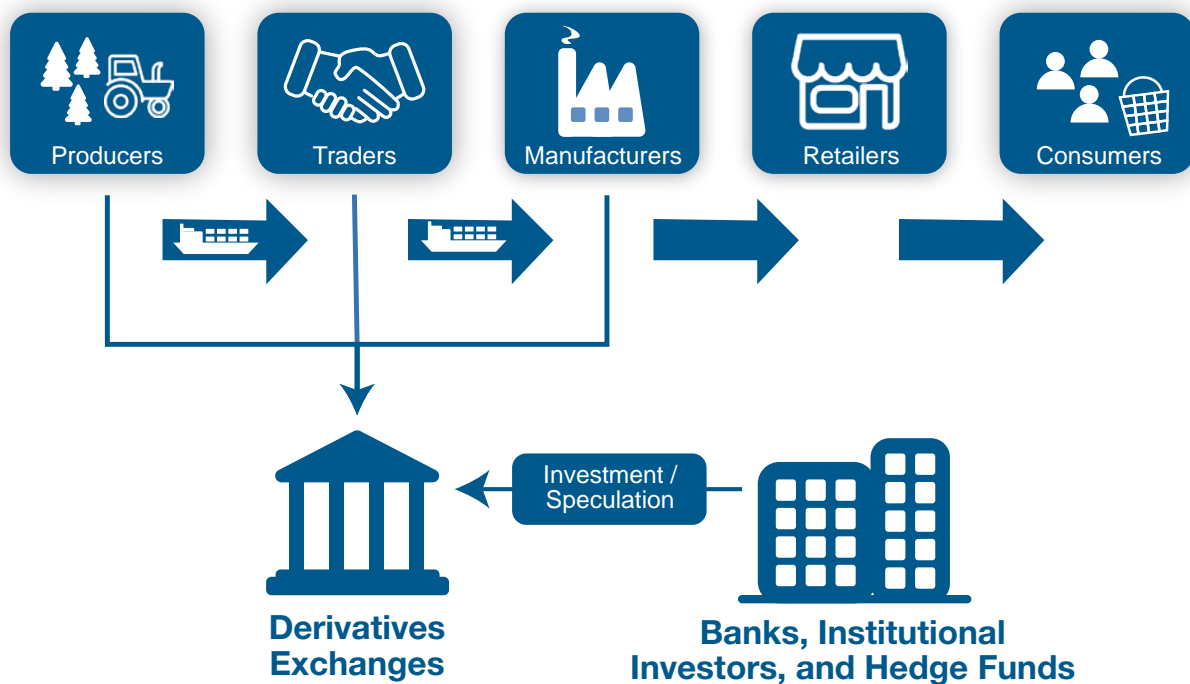 Producers
Traders
Manufacturers
Retailers
Consumers
Investment /
Speculation
Derivatives
Exchanges
Banks, Institutional
Investors, and Hedge Funds